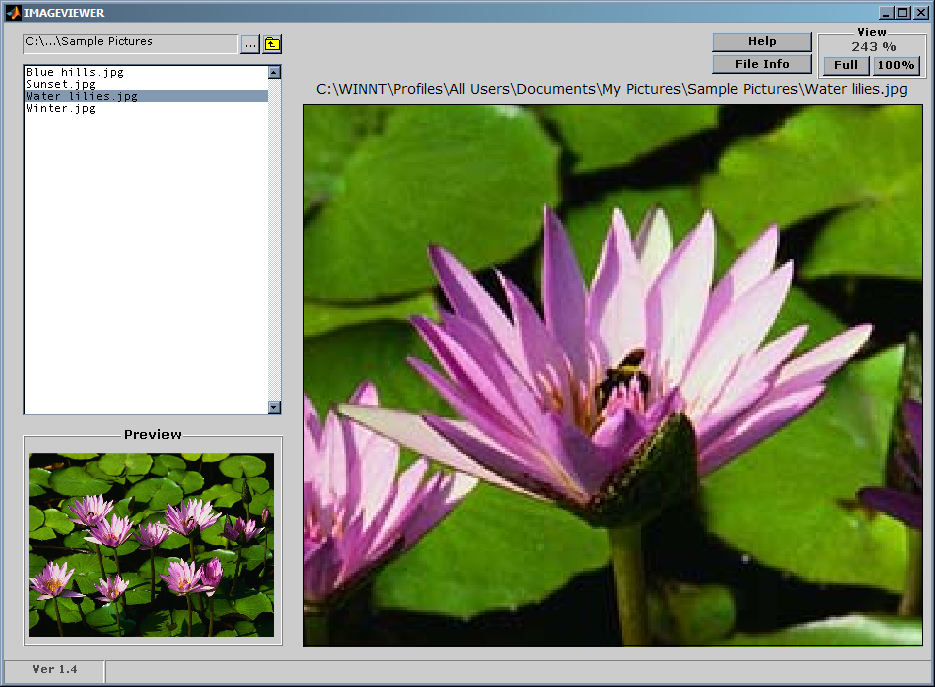 IMAGEVIEWER
C:\...\Sample Pictures
...
Blue hills.jpg
Sunset.jpg
Water lilies.jpg
Winter.jpg
Preview
Help
File Info
View
243 %
Full
100%
C:\WINNT\Profiles\All Users\Documents\My Pictures\Sample Pictures\Water lilies.jpg
Ver 1.4